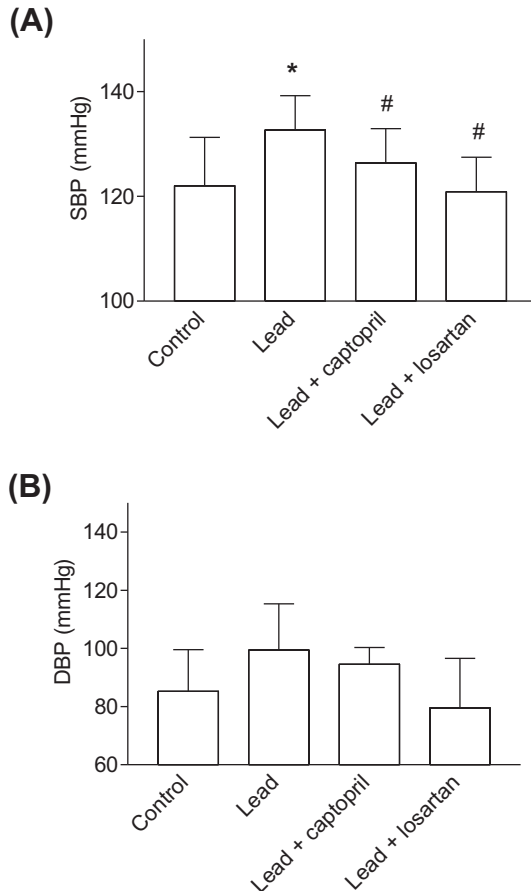 (A)
SBP (mmHg)
140
120
100
*
#
#
Control
Lead
Lead + captopril
Lead + losartan
(B)
DBP (mmHg)
140
120
100
80
60
Control
Lead
Lead + captopril
Lead + losartan